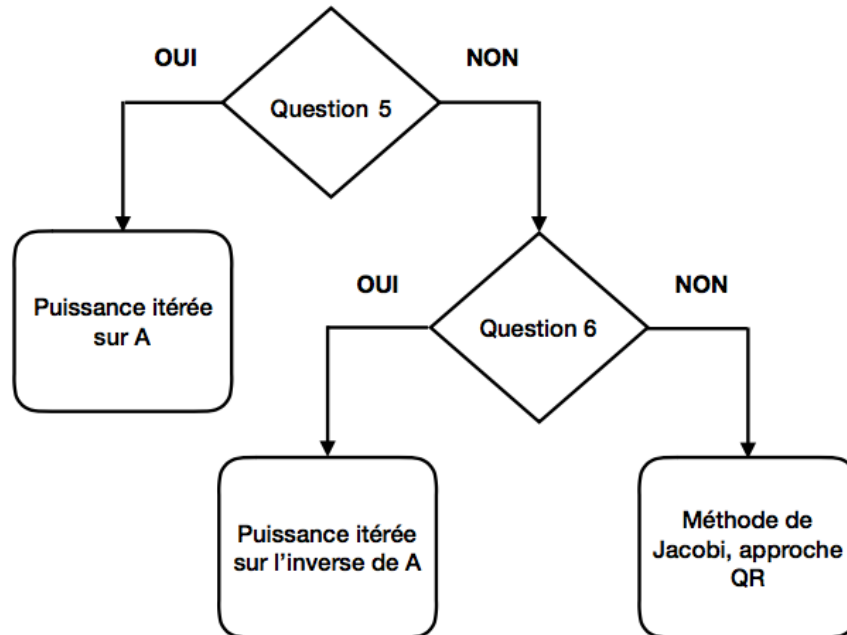 OUI
NON
Question 5
Puissance itérée
sur A
OUI
NON
Question 6
Puissance itérée
sur l'inverse de A
Méthode de
Jacobi, approche
QR